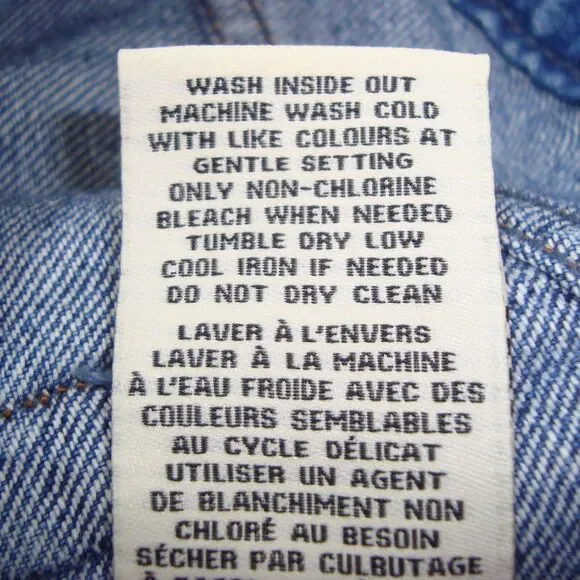 WASH INSIDE OUT
MACHINE WASH COLD
WITH LIKE COLOURS AT
GENTLE SETTING
ONLY NON-CHLORINE
BLEACH WHEN NEEDED
TUMBLE DRY LOW
COOL IRON IF NEEDED
DO NOT DRY CLEAN
LAVER À L'ENVERS
LAVER À LA MACHINE
À L'EAU FROIDE AVEC DES
COULEURS SEMBLABLES
AU CYCLE DÉLICAT
UTILISER UN AGENT
DE BLANCHIMENT NON
CHLORÉ AU BESOIN
SÉCHER PAR CULBUTAGE